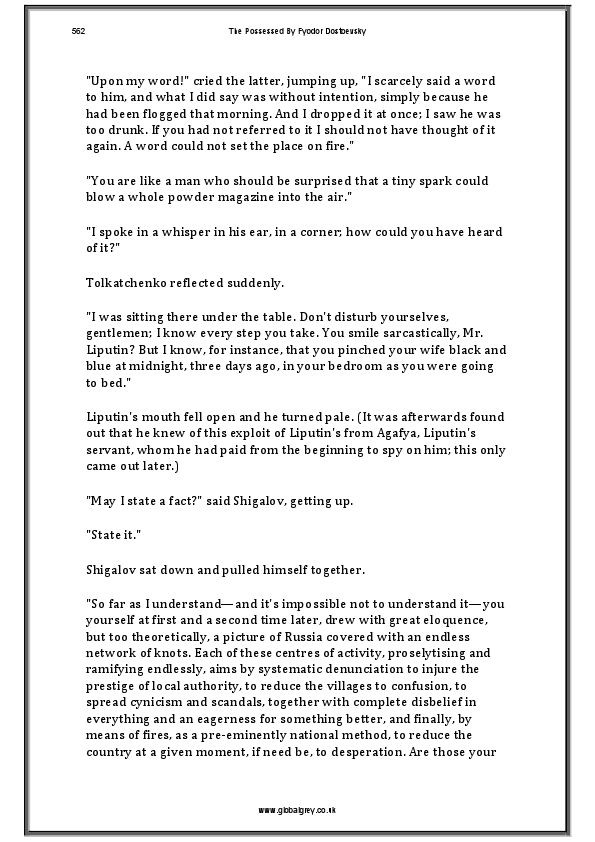 562
The Possessed By Fyodor Dostoevsky
"Upon my word!" cried the latter, jumping up, "I scarcely said a word
to him, and what I did say was without intention, simply because he
had been flogged that morning. And I dropped it at once; I saw he was
too drunk. If you had not referred to it I should not have thought of it
again. A word could not set the place on fire."
"You are like a man who should be surprised that a tiny spark could
blow a whole powder magazine into the air."
"I spoke in a whisper in his ear, in a corner; how could you have heard
of it?"
Tolkatchenko reflected suddenly.
"I was sitting there under the table. Don't disturb yourselves,
gentlemen; I know every step you take. You smile sarcastically, Mr.
Liputin? But I know, for instance, that you pinched your wife black and
blue at midnight, three days ago, in your bedroom as you were going
to bed."
Liputin's mouth fell open and he turned pale. (It was afterwards found
out that he knew of this exploit of Liputin's from Agafya, Liputin's
servant, whom he had paid from the beginning to spy on him; this only
came out later.)
"May I state a fact?" said Shigalov, getting up.
"State it."
Shigalov sat down and pulled himself together.
"So far as I understand—and it's impossible not to understand it—you
yourself at first and a second time later, drew with great eloquence,
but too theoretically, a picture of Russia covered with an endless
network of knots. Each of these centres of activity, proselytising and
ramifying endlessly, aims by systematic denunciation to injure the
prestige of local authority, to reduce the villages to confusion, to
spread cynicism and scandals, together with complete disbelief in
everything and an eagerness for something better, and finally, by
means of fires, as a pre-eminently national method, to reduce the
country at a given moment, if need be, to desperation. Are those your
www.globalgrey.co.uk